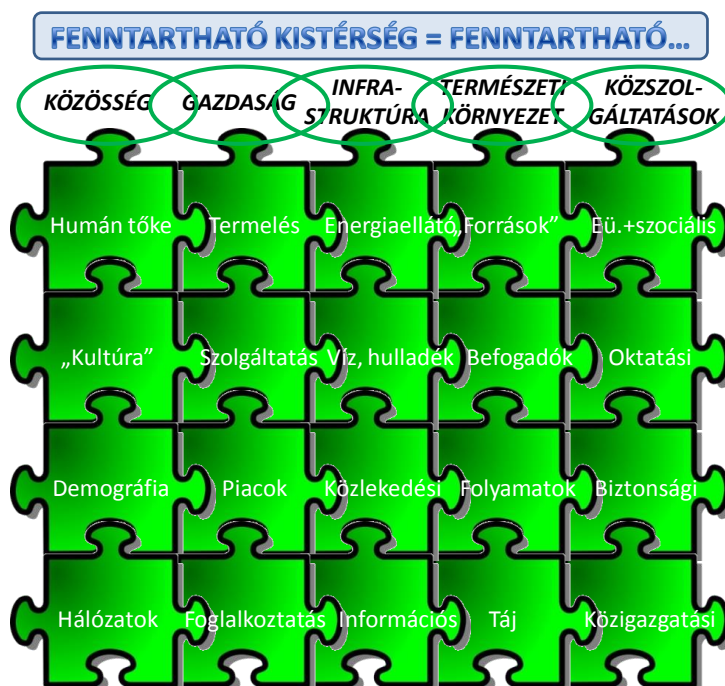 FENNTARTHATÓ KISTÉRSÉG = FENNTARTHATÓ…
KÖZÖSSÉG
GAZDASÁG
INFRA-
STRUKTÚRA
TERMÉSZETI
KÖRNYEZET
KÖZSZOL-
GÁLTATÁSOK
Humán tőke
Termelés
Energiaellátó
„Források”
Eü.+szociális
„Kultúra”
Szolgáltatás
Víz, hulladék
Befogadók
Oktatási
Demográfia
Piacok
Közlekedési
Folyamatok
Biztonsági
Hálózatok
Foglalkoztatás
Információs
Táj
Közigazgatási